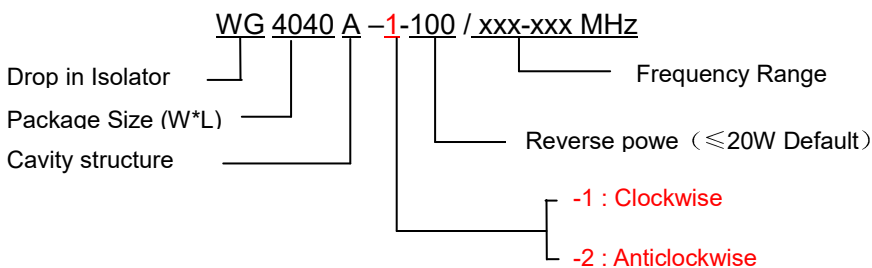 WG 4040 A –1-100 / xxx-xxx MHz
Drop in Isolator
Frequency Range
Package Size (W*L)
Reverse powe（≤20W Default）
Cavity structure
-1 : Clockwise
-2 : Anticlockwise